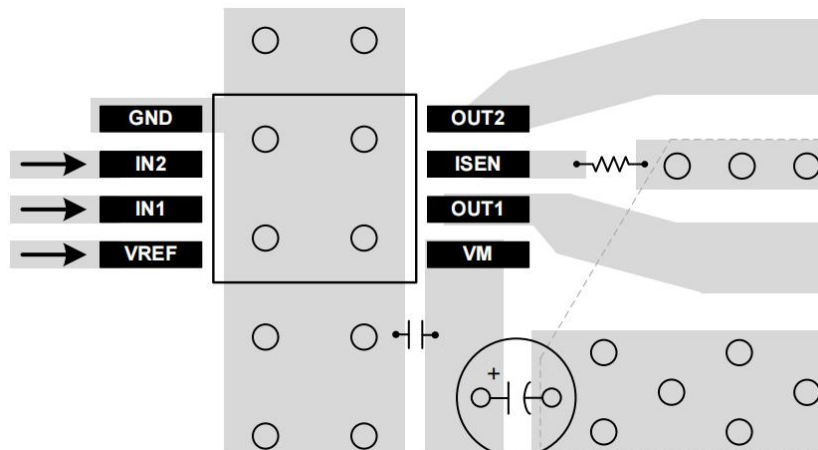 GND
IN2
IN1
VREF
OUT2
ISEN
OUT1
VM
+